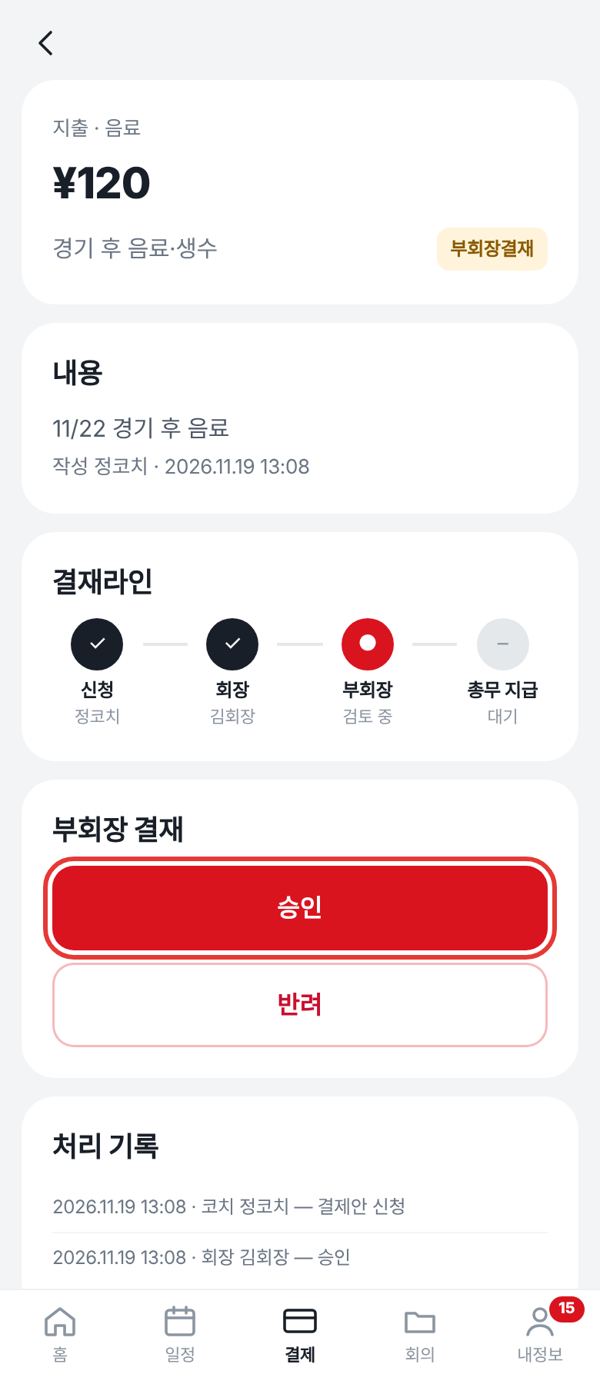 지출 · 음료
¥120
경기 후 음료·생수
부회장결재
내용
11/22 경기 후 음료
작성 정코치 · 2026.11.19 13:08
결재라인
신청
회장
부회장
총무 지급
정코치
김회장
검토 중
대기
부회장 결재
승인
반려
처리 기록
2026.11.19 13:08 · 코치 정코치 — 결제안 신청
2026.11.19 13:08 · 회장 김회장 — 승인
15
홈
일정
결제
회의
내정보